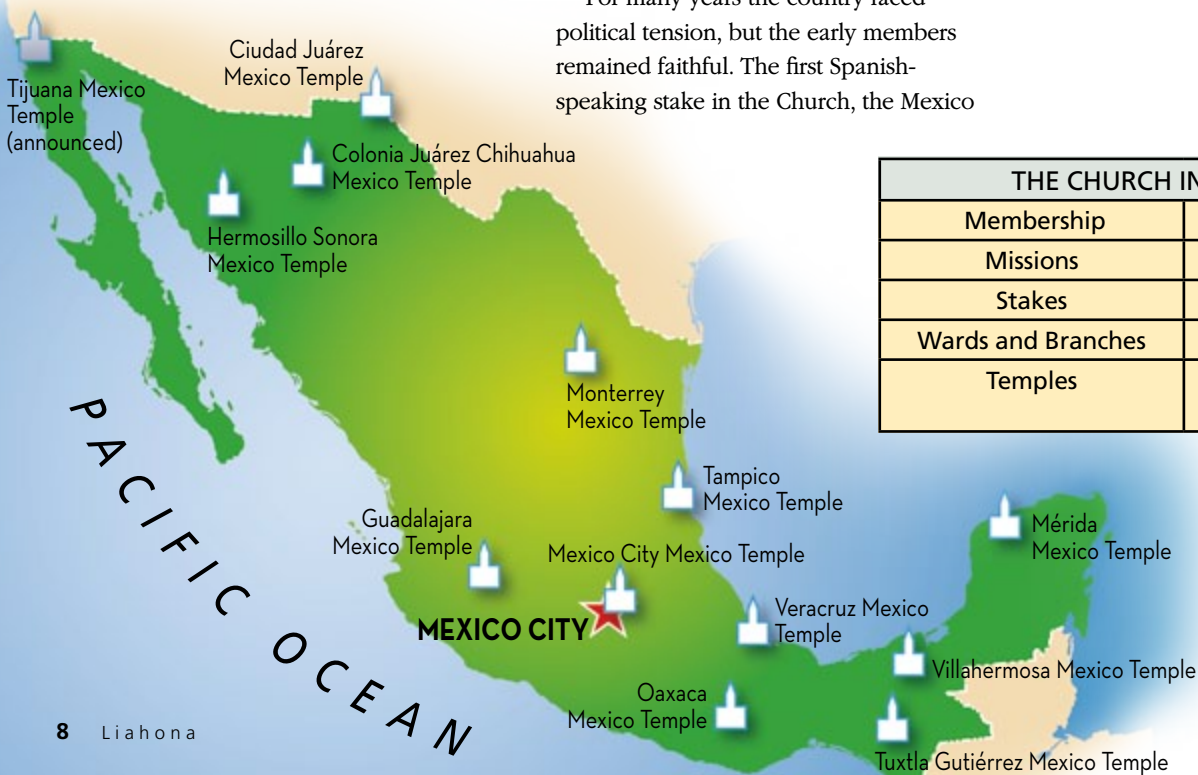 For many years the country faced
political tension, but the early members
remained faithful. The first Spanish-
speaking stake in the Church, the Mexico
Tijuana Mexico
Temple
(announced)
Ciudad Juárez
Mexico Temple
Colonia Juárez Chihuahua
Mexico Temple
Hermosillo Sonora
Mexico Temple
THE CHURCH IN
Membership
Missions
Stakes
Wards and Branches
Temples
Monterrey
Mexico Temple
Tampico
Mexico Temple
Guadalajara
Mexico Temple
Mexico City Mexico Temple
MEXICO CITY
Mérida
Mexico Temple
Veracruz Mexico
Temple
Villahermosa Mexico Temple
Oaxaca
Mexico Temple
Tuxtla Gutiérrez Mexico Temple
PACIFIC OCEAN
8 Liahona